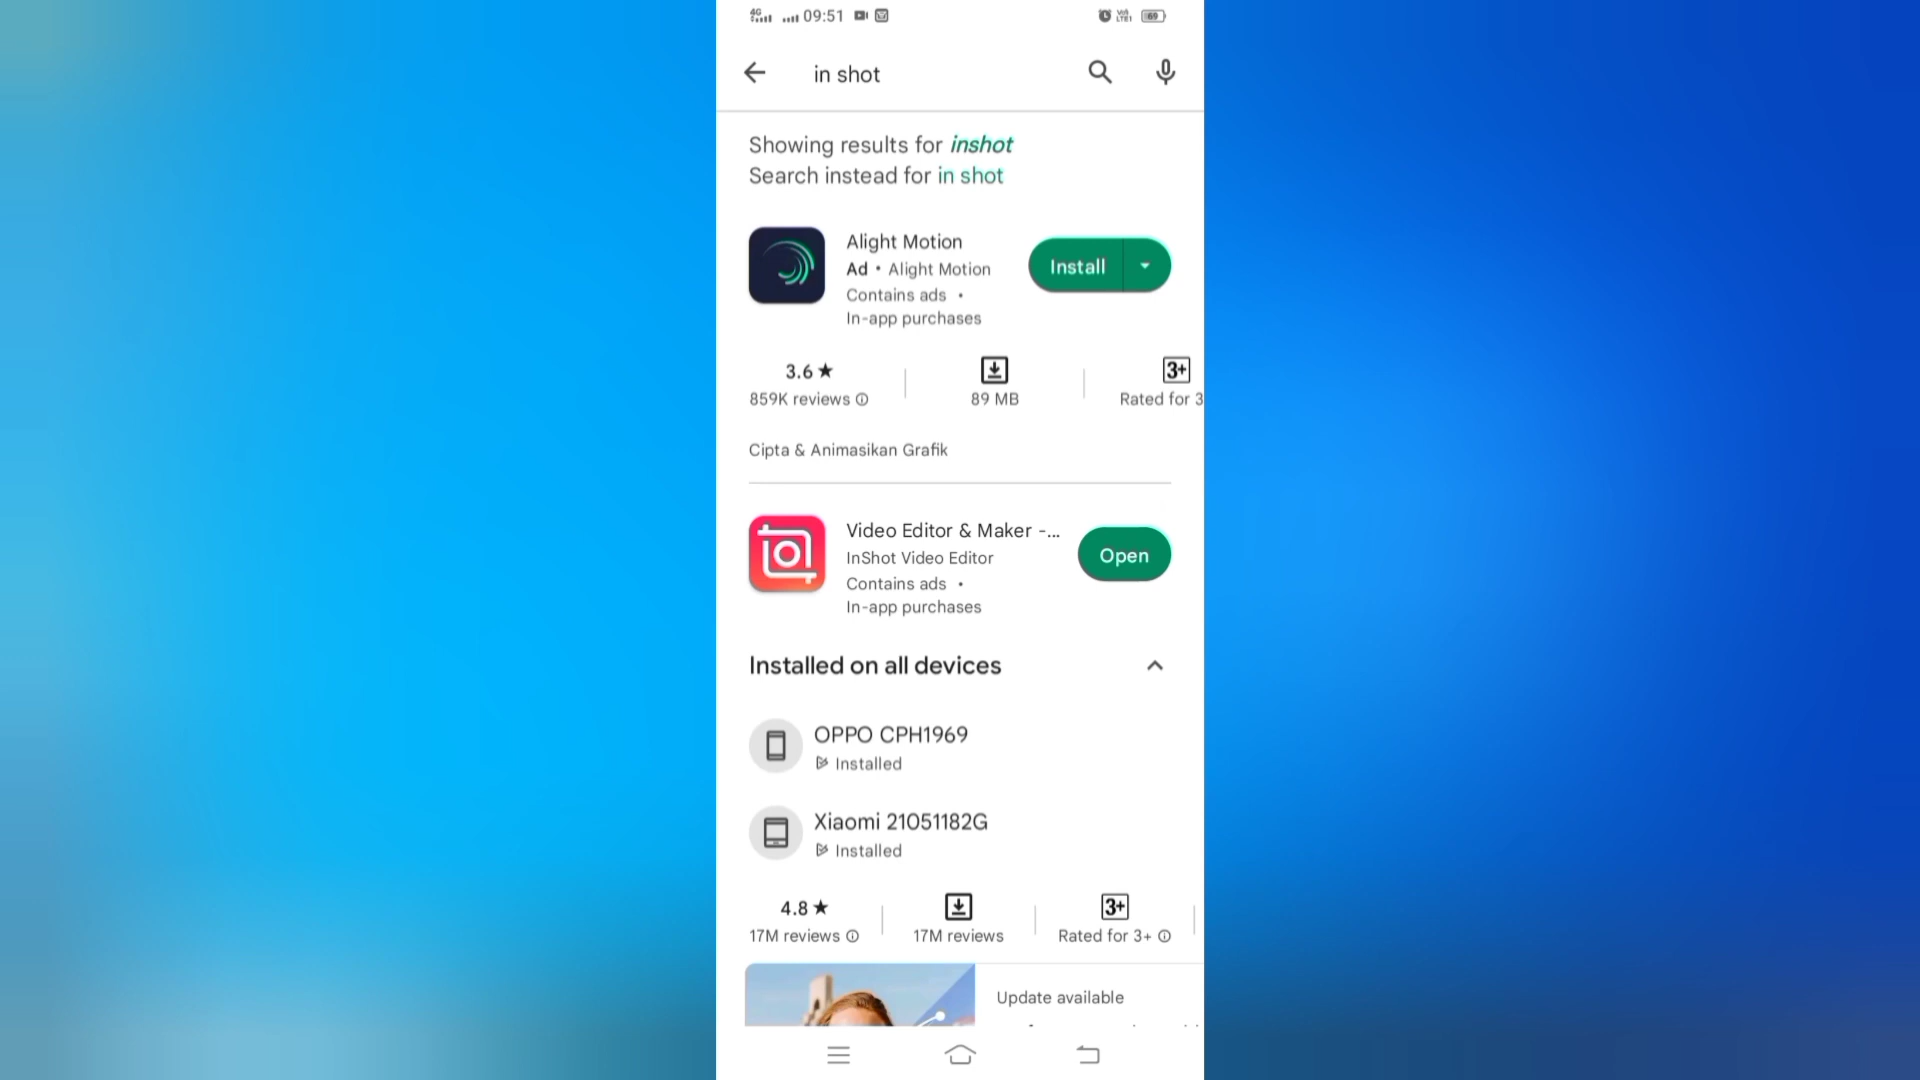 4G 09:51 69
in shot
Showing results for inshot
Search instead for in shot
Alight Motion
Ad • Alight Motion
Contains ads •
In-app purchases
Install
3.6 ★
859K reviews
89 MB
3+
Rated for 3
Cipta & Animasikan Grafik
Video Editor & Maker -...
InShot Video Editor
Contains ads •
In-app purchases
Open
Installed on all devices
OPPO CPH1969
Installed
Xiaomi 21051182G
Installed
4.8 ★
17M reviews
17M reviews
3+
Rated for 3+
Update available